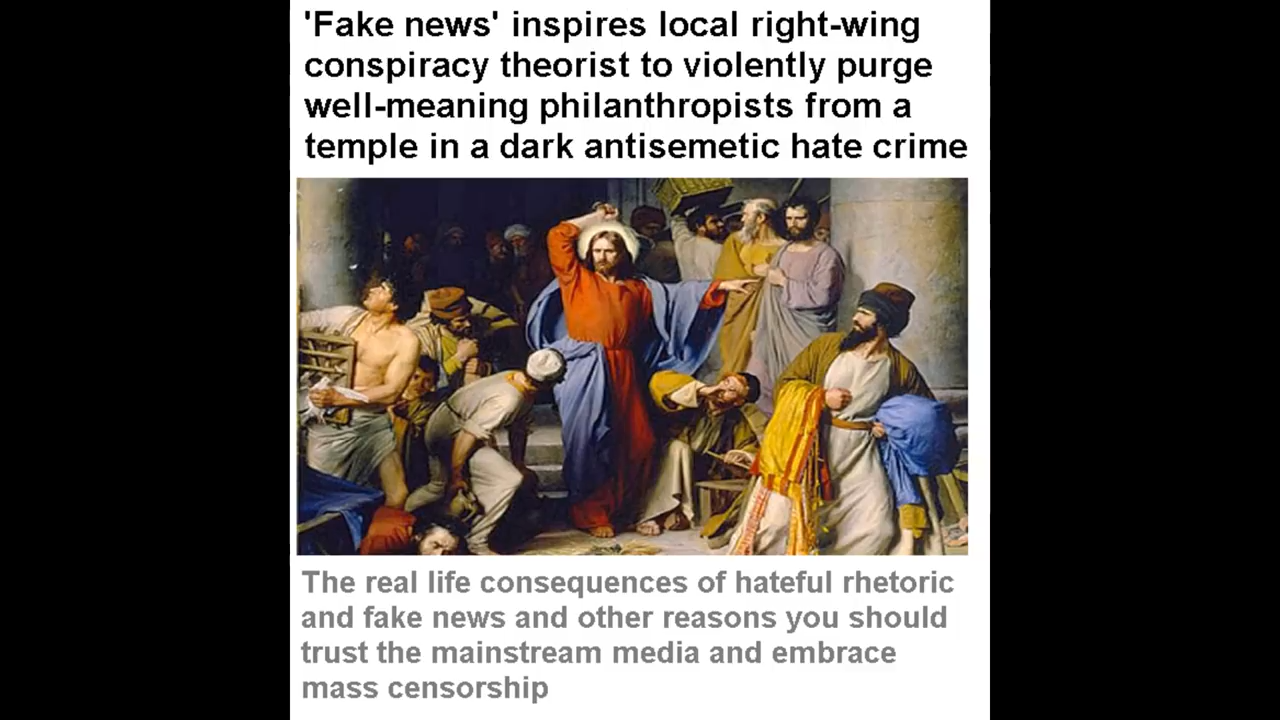 'Fake news' inspires local right-wing
conspiracy theorist to violently purge
well-meaning philanthropists from a
temple in a dark antisemetic hate crime
The real life consequences of hateful rhetoric
and fake news and other reasons you should
trust the mainstream media and embrace
mass censorship